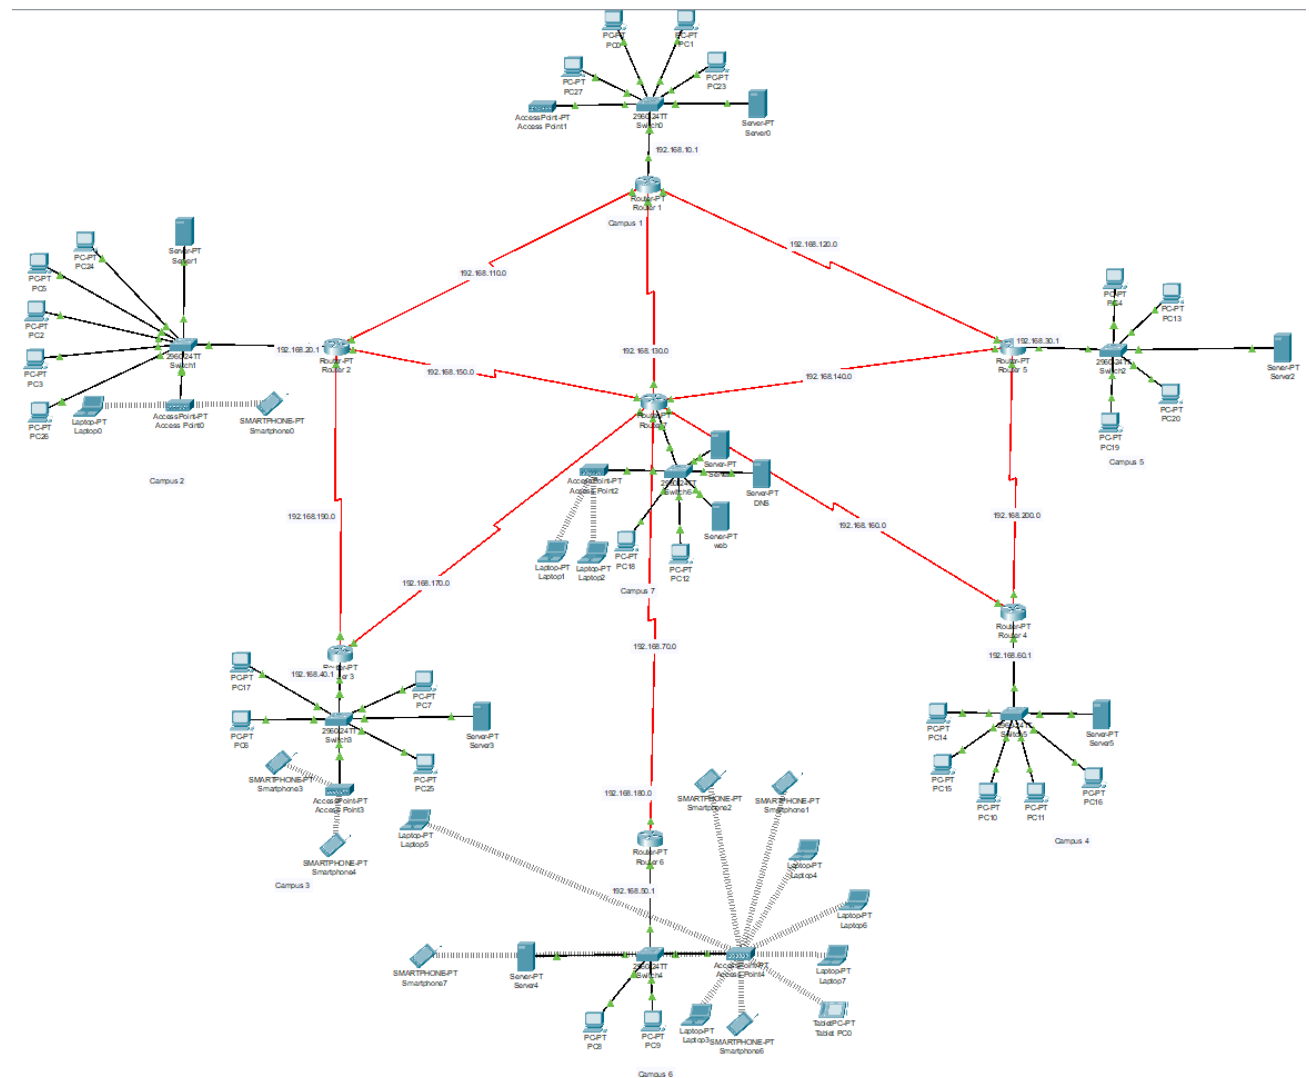 PC-PT
PC0
PC-PT
PC1
PC-PT
PC27
PC-PT
PC23
AccessPoint-PT
Access Point1
2960-24TT
Switch0
Server-PT
Server0
192.168.10.1
Router-PT
Router 1
Campus 1
192.168.120.0
192.168.110.0
Server-PT
Server1
PC-PT
PC24
PC-PT
PC5
PC-PT
PC2
PC-PT
PC3
PC-PT
PC26
2960-24TT
Switch1
192.168.20.1
Router-PT
Router 2
Laptop-PT
Laptop0
AccessPoint-PT
Access Point0
SMARTPHONE-PT
Smartphone0
Campus 2
192.168.130.0
192.168.150.0
192.168.140.0
Router-PT
192.168.30.1
Router-PT
Router 5
PC-PT
PC-PT
PC13
2960-24TT
Switch2
Server-PT
Server2
PC-PT
PC20
PC-PT
PC19
Campus 5
AccessPoint-PT
Access Point2
2960-24TT
Switch6
Server-PT
Server-PT
DNS
Server-PT
web
PC-PT
PC18
PC-PT
PC12
Laptop-PT
Laptop1
Laptop-PT
Laptop2
Campus 7
192.168.190.0
192.168.170.0
192.168.160.0
192.168.200.0
192.168.70.0
Router-PT
Router 4
192.168.60.1
192.168.40.1
PC-PT
PC17
PC-PT
PC7
PC-PT
2960-24TT
Switch3
Server-PT
Server3
PC-PT
PC25
SMARTPHONE-PT
Smartphone3
AccessPoint-PT
Access Point3
SMARTPHONE-PT
Smartphone4
Campus 3
PC-PT
PC14
2960-24TT
Switch5
Server-PT
Server5
PC-PT
PC15
PC-PT
PC10
PC-PT
PC11
PC-PT
PC16
Campus 4
192.168.180.0
Router-PT
Router 6
192.168.50.1
Laptop-PT
Laptop5
SMARTPHONE-PT
Smartphone2
SMARTPHONE-PT
Smartphone1
Laptop-PT
Laptop4
Laptop-PT
Laptop6
SMARTPHONE-PT
Smartphone7
Server-PT
Server4
2960-24TT
Switch4
AccessPoint-PT
Access Point4
Laptop-PT
Laptop7
PC-PT
PC8
PC-PT
PC9
Laptop-PT
Laptop3
SMARTPHONE-PT
Smartphone6
TabletPC-PT
Tablet PC0
Campus 6